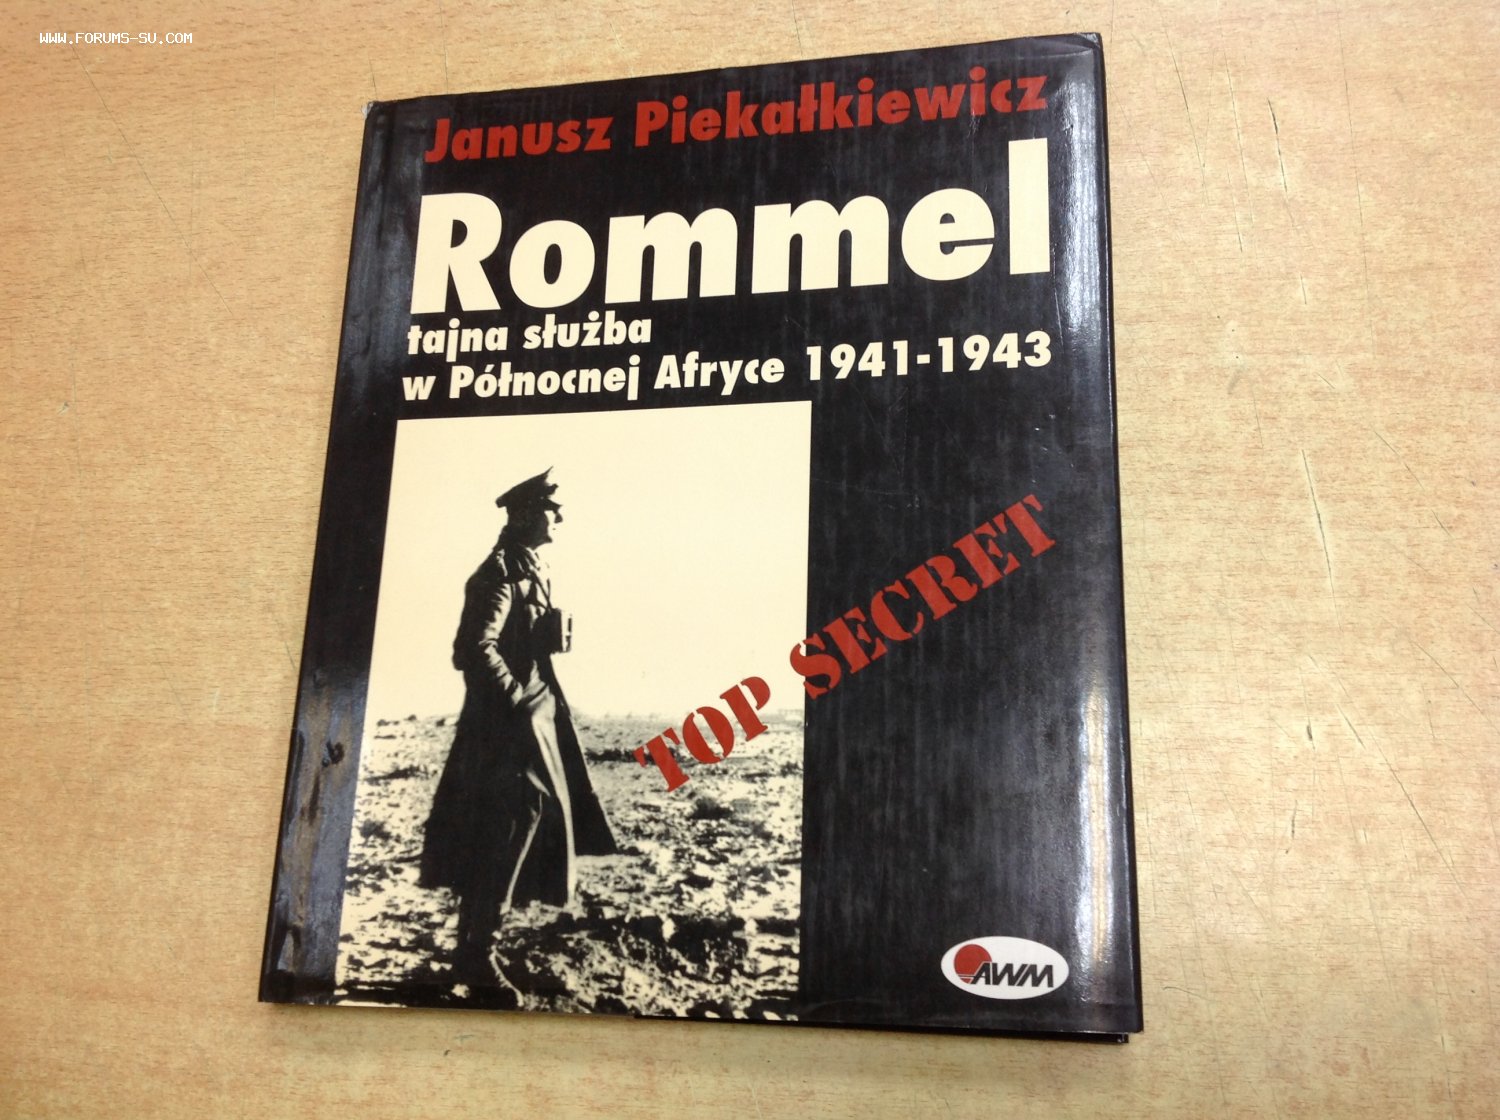 WWW.FORUMS-SU.COM
Janusz Piekałkiewicz
Rommel
tajna służba
w Północnej Afryce 1941-1943
TOP SECRET
AWM